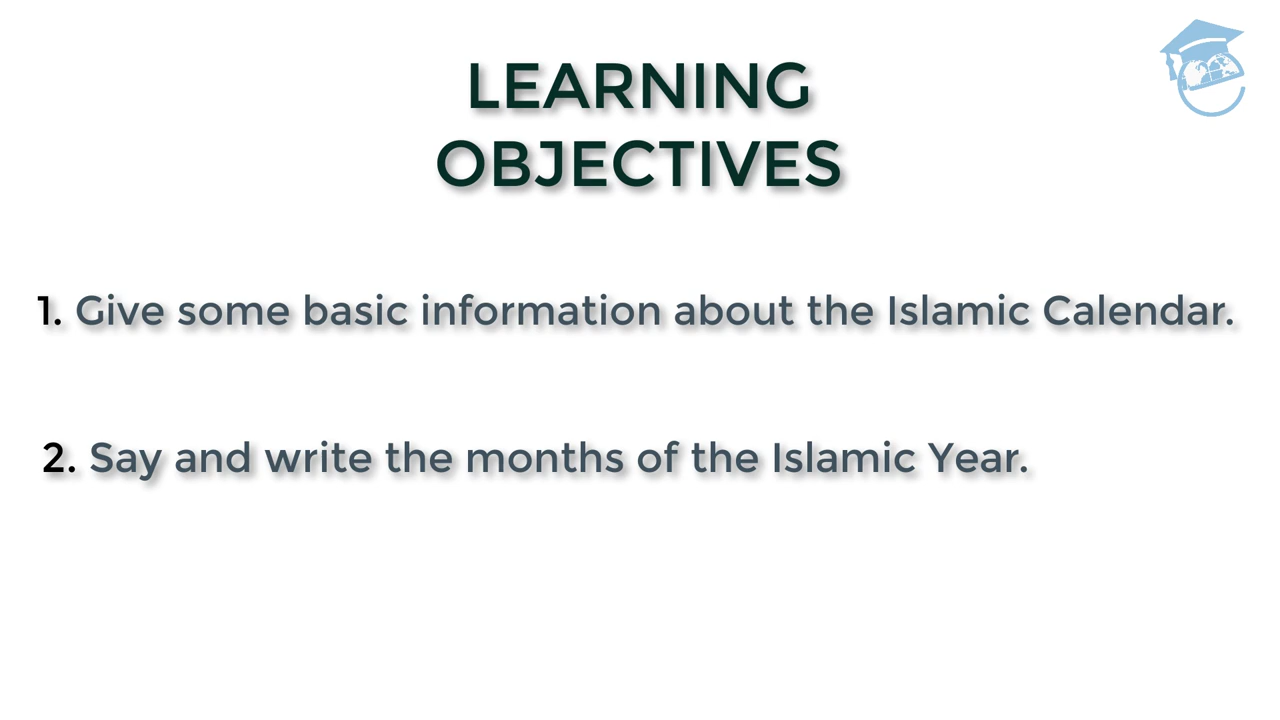 LEARNING
OBJECTIVES
1. Give some basic information about the Islamic Calendar.
2. Say and write the months of the Islamic Year.